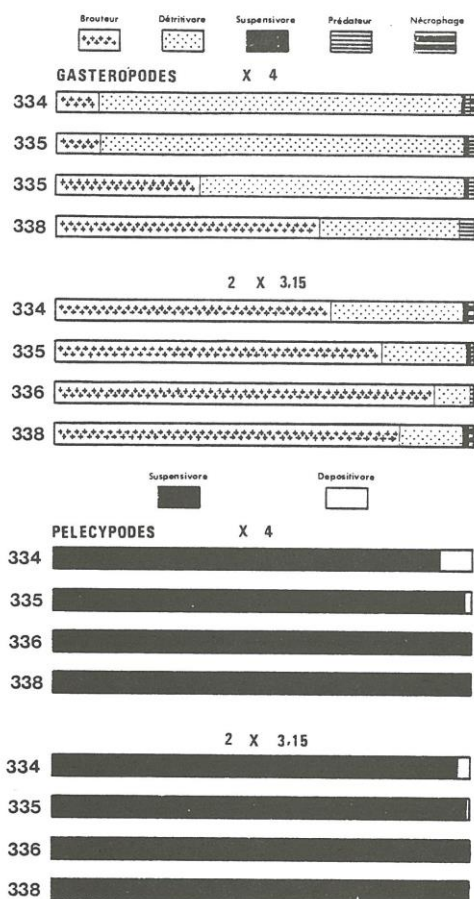 Brouteur Détritivore Suspensivore Prédateur Nécrophage
GASTEROPODES X 4
334
335
335
338
2 X 3,15
334
335
336
338
Suspensivore Depositivore
PELECYPODES X 4
334
335
336
338
2 X 3,15
334
335
336
338